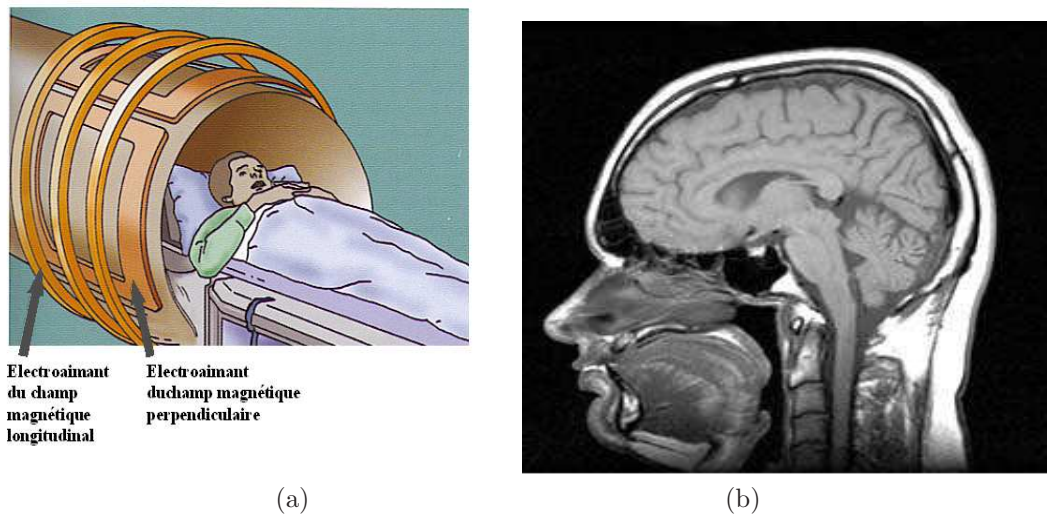 Electroaimant
du champ
magnétique
longitudinal
Electroaimant
duchamp magnétique
perpendiculaire
(a)
(b)